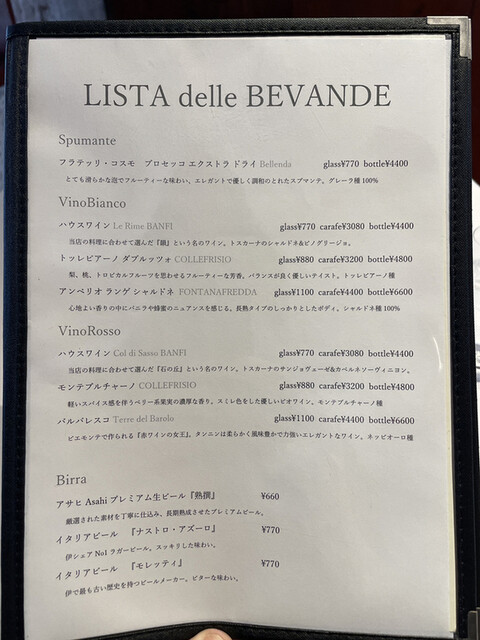 LISTA delle BEVANDE
Spumante
フラテッリ・コスモ　プロセッコ エクストラ ドライ Bellenda glass¥770 bottle¥4400
とても滑らかな泡でフルーティーな味わい、エレガントで優しく調和のとれたスプマンテ。グレーラ種 100%
VinoBianco
ハウスワイン Le Rime BANFI glass¥770 carafe¥3080 bottle¥4400
当店の料理に合わせて選んだ『韻』という名のワイン。トスカーナのシャルドネ&ピノグリージョ。
トレッビアーノ ダブルッツォ COLLEFRISIO glass¥880 carafe¥3200 bottle¥4800
梨、桃、トロピカルフルーツを思わせるフルーティーな芳香。バランスが良く優しいテイスト。トレッビアーノ種
アンペリオ ランゲ シャルドネ FONTANAFREDDA glass¥1100 carafe¥4400 bottle¥6600
心地よい香りの中にバニラや蜂蜜のニュアンスを感じる。長熟タイプのしっかりとしたボディ。シャルドネ種 100%
VinoRosso
ハウスワイン Col di Sasso BANFI glass¥770 carafe¥3080 bottle¥4400
当店の料理に合わせて選んだ『石の丘』という名のワイン。トスカーナのサンジョヴェーゼ&カベルネソーヴィニヨン。
モンテプルチャーノ COLLEFRISIO glass¥880 carafe¥3200 bottle¥4800
軽いスパイス感を伴うベリー系果実の濃厚な香り。スミレ色をした優しいビオワイン。モンテプルチャーノ種
バルバレスコ Terre del Barolo glass¥1100 carafe¥4400 bottle¥6600
ピエモンテで作られる『赤ワインの女王』。タンニンは柔らかく風味豊かで力強いエレガントなワイン。ネッビオーロ種
Birra
アサヒ Asahi プレミアム生ビール『熟撰』 ¥660
厳選された素材を丁寧に仕込み、長期熟成させたプレミアムビール。
イタリアビール　『ナストロ・アズーロ』 ¥770
伊シェア No1 ラガービール。スッキリした味わい。
イタリアビール　『モレッティ』 ¥770
伊で最も古い歴史を持つビールメーカー。ビターな味わい。